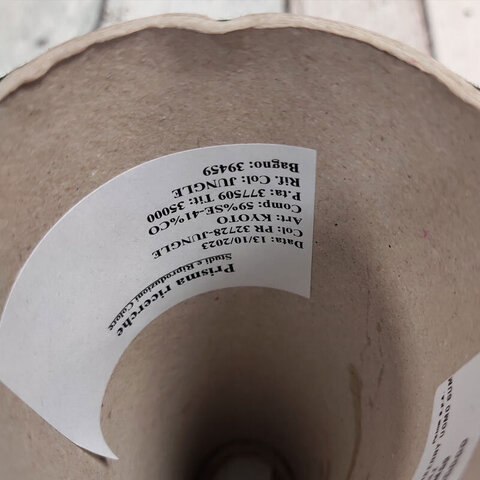 Prisma ricerche
Studi e Riproduzioni Colore
Data: 13/10/2023
Col: PR 32728-JUNGLE
Art: KYOTO
Comp: 59%SE-41%CO
P.ta: 377509 Tit: 35000
Rif. Col: JUNGLE
Bagno: 39459